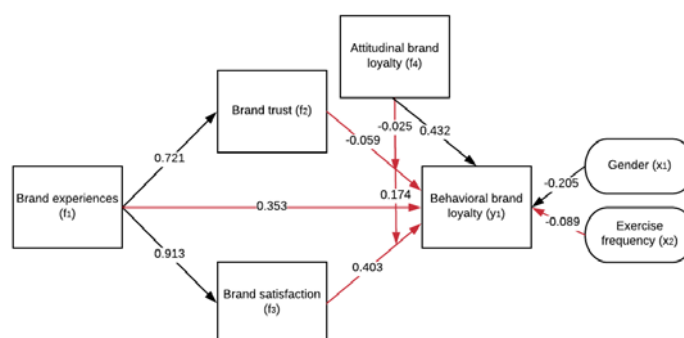 Attitudinal brand
loyalty (f4)
Brand trust (f2)
-0.025
0.432
-0.059
0.721
Gender (x1)
-0.205
Brand experiences
(f1)
0.353
0.174
Behavioral brand
loyalty (y1)
-0.089
Exercise
frequency (x2)
0.913
0.403
Brand satisfaction
(f3)